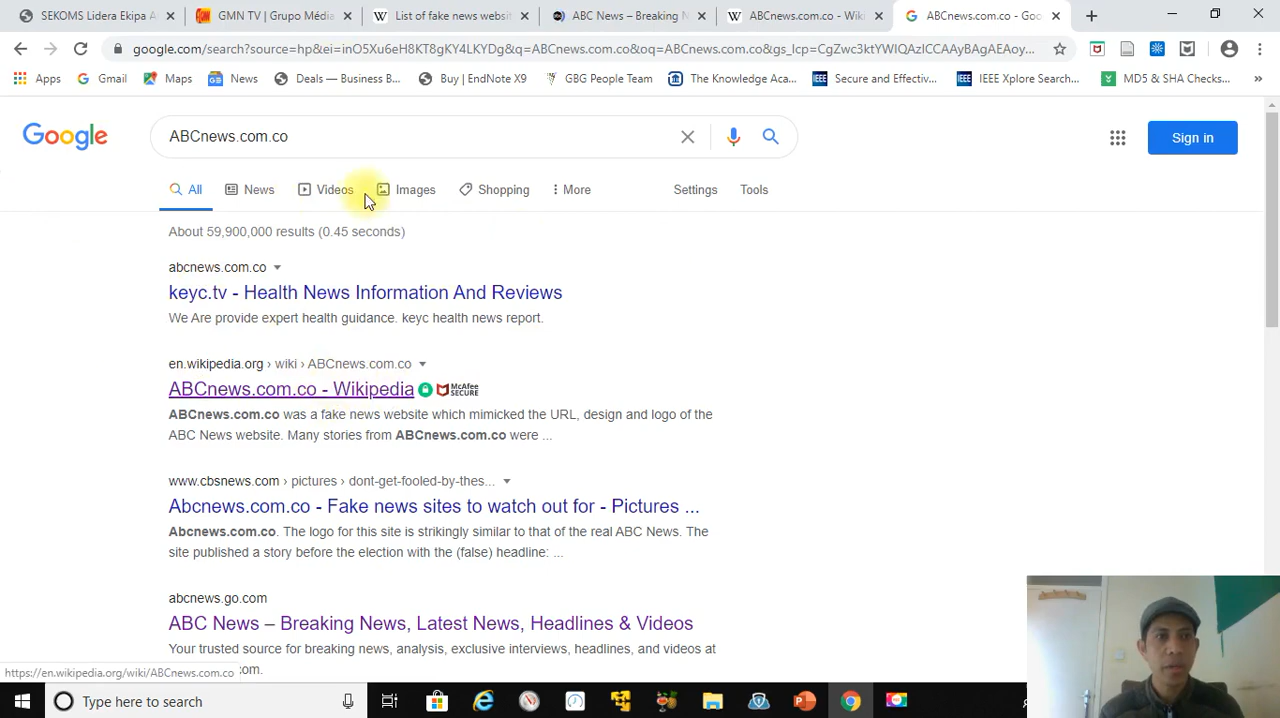 SEKOMS Lidera Ekipa A
GMN TV | Grupo Médi
List of fake news websit
ABC News – Breaking N
ABCnews.com.co - Wik
ABCnews.com.co - Goo
google.com/search?source=hp&ei=inO5Xu6eH8KT8gKY4LKYDg&q=ABCnews.com.co&oq=ABCnews.com.co&gs_lcp=CgZwc3ktYWIQAzICCAAyBAgAEAoy...
Apps
Gmail
Maps
News
Deals — Business B...
Buy | EndNote X9
GBG People Team
The Knowledge Aca...
Secure and Effectiv...
IEEE Xplore Search...
MD5 & SHA Checks...
Google
ABCnews.com.co
Sign in
All
News
Videos
Images
Shopping
More
Settings
Tools
About 59,900,000 results (0.45 seconds)
abcnews.com.co
keyc.tv - Health News Information And Reviews
We Are provide expert health guidance. keyc health news report.
en.wikipedia.org › wiki › ABCnews.com.co
ABCnews.com.co - Wikipedia McAfee SECURE
ABCnews.com.co was a fake news website which mimicked the URL, design and logo of the
ABC News website. Many stories from ABCnews.com.co were ...
www.cbsnews.com › pictures › dont-get-fooled-by-thes...
Abcnews.com.co - Fake news sites to watch out for - Pictures ...
Abcnews.com.co. The logo for this site is strikingly similar to that of the real ABC News. The
site published a story before the election with the (false) headline: ...
abcnews.go.com
ABC News – Breaking News, Latest News, Headlines & Videos
Your trusted source for breaking news, analysis, exclusive interviews, headlines, and videos at
https://en.wikipedia.org/wiki/ABCnews.com.co
om.
Type here to search